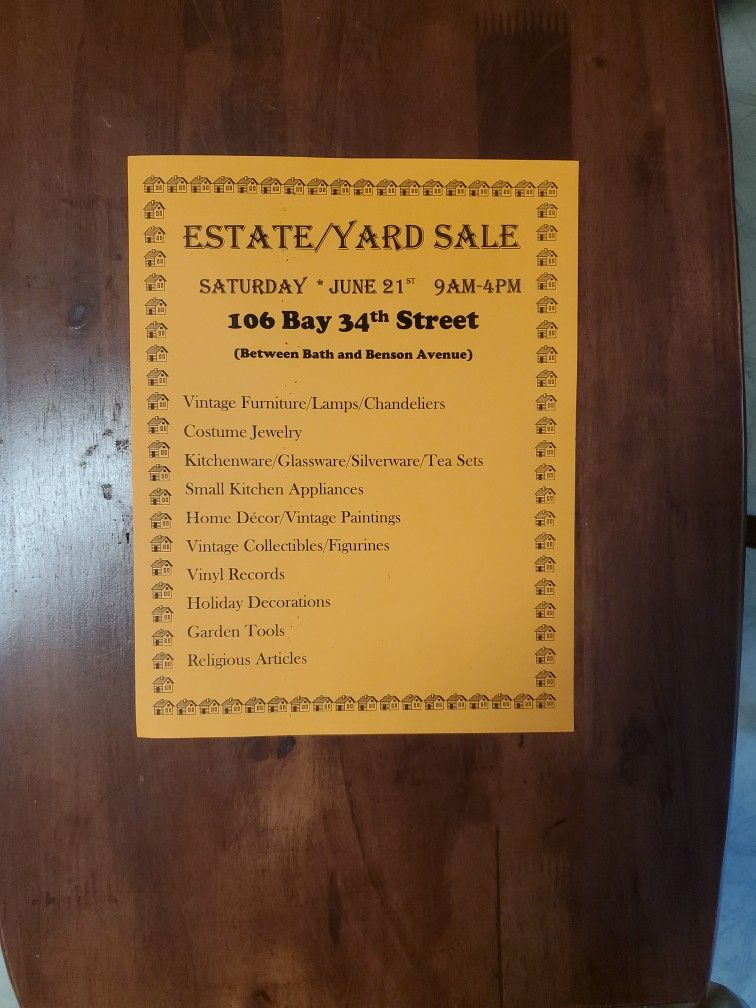 ESTATE/YARD SALE
SATURDAY * JUNE 21ST 9AM-4PM
106 Bay 34th Street
(Between Bath and Benson Avenue)
Vintage Furniture/Lamps/Chandeliers
Costume Jewelry
Kitchenware/Glassware/Silverware/Tea Sets
Small Kitchen Appliances
Home Décor/Vintage Paintings
Vintage Collectibles/Figurines
Vinyl Records
Holiday Decorations
Garden Tools
Religious Articles